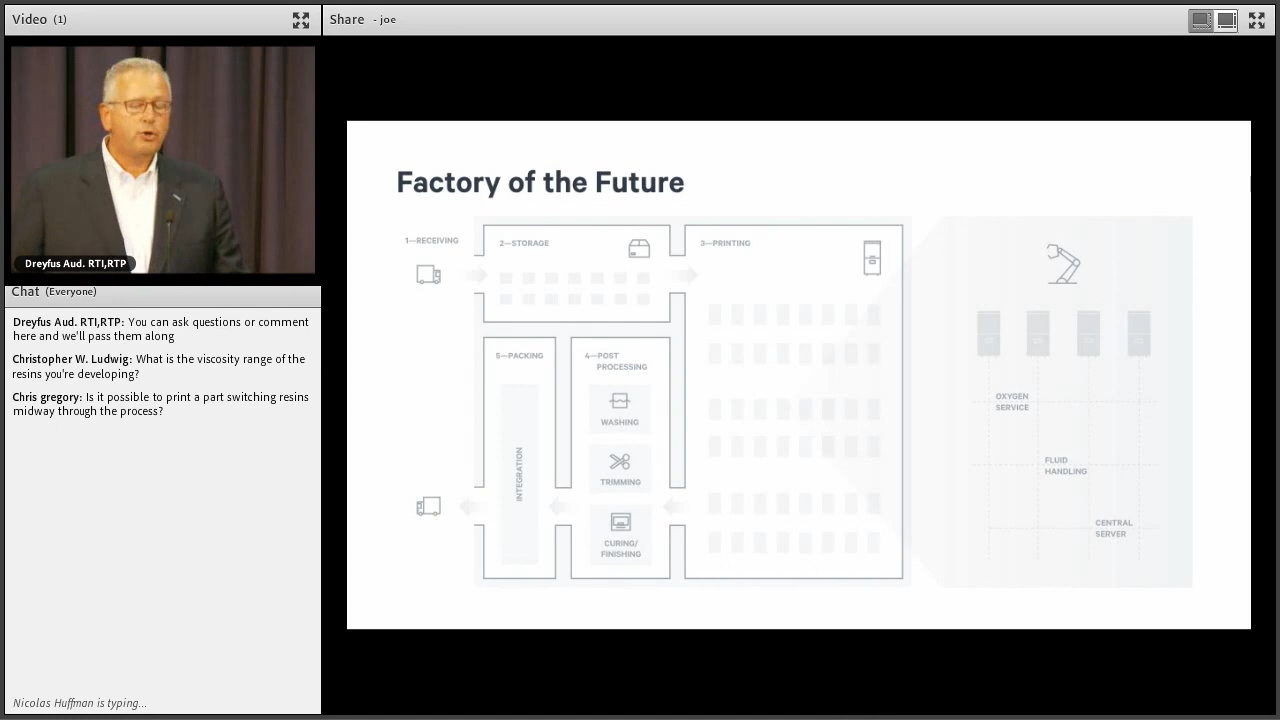 Video (1)
Share - joe
Dreyfus Aud. RTI,RTP
Chat (Everyone)
Dreyfus Aud. RTI,RTP: You can ask questions or comment
here and we'll pass them along
Christopher W. Ludwig: What is the viscosity range of the
resins you're developing?
Chris gregory: Is it possible to print a part switching resins
midway through the process?
Nicolas Huffman is typing...
Factory of the Future
1—RECEIVING
2—STORAGE
3—PRINTING
5—PACKING
INTEGRATION
4—POST
PROCESSING
WASHING
TRIMMING
CURING/
FINISHING
OXYGEN
SERVICE
FLUID
HANDLING
CENTRAL
SERVER